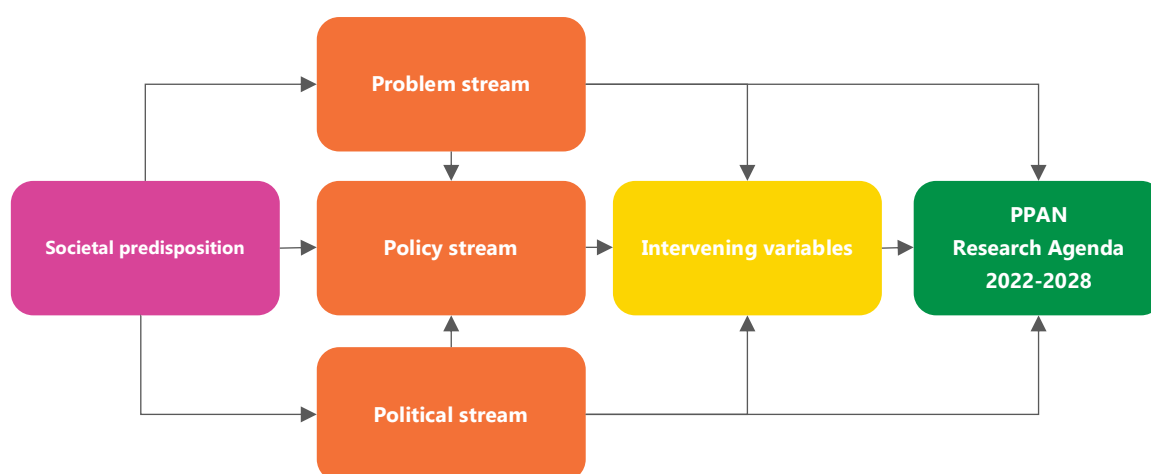 Problem stream
Societal predisposition
Policy stream
Intervening variables
PPAN
Research Agenda
2022-2028
Political stream